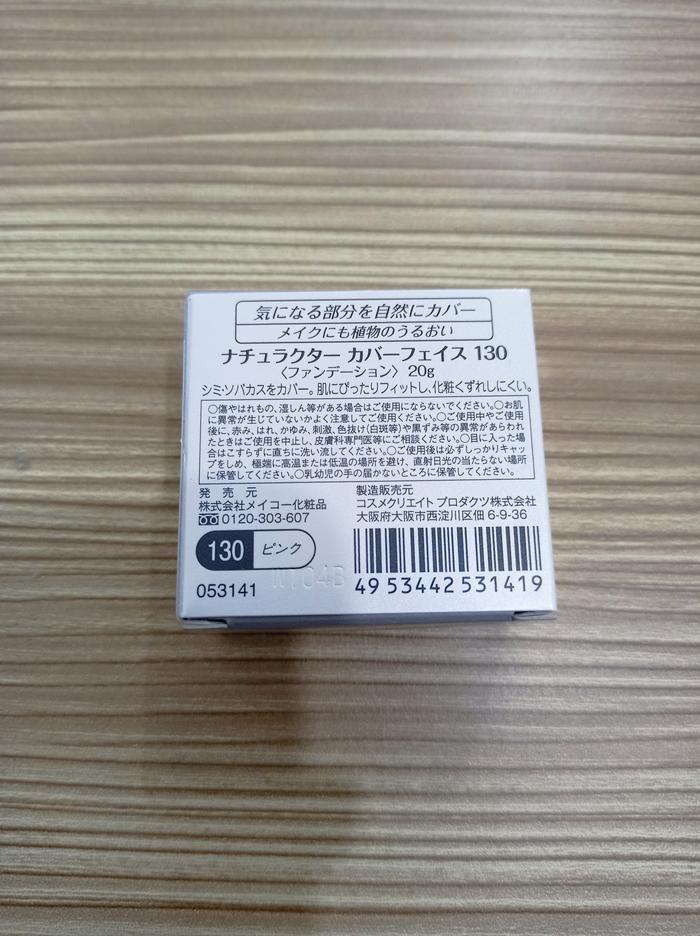 気になる部分を自然にカバー
メイクにも植物のうるおい
ナチュラクター カバーフェイス 130
〈ファンデーション〉 20g
シミ・ソバカスをカバー。肌にぴったりフィットし、化粧くずれしにくい。
○傷やはれもの、湿しん等がある場合はご使用にならないでください。○お肌
に異常が生じていないかよく注意してご使用ください。○ご使用中やご使用
後に、赤み、はれ、かゆみ、刺激、色抜け(白斑等)や黒ずみ等の異常があらわれ
たときはご使用を中止し、皮膚科専門医等にご相談ください。○目に入った場
合はこすらずに直ちに洗い流してください。○ご使用後は必ずしっかりキャッ
プをしめ、極端に高温または低温の場所を避け、直射日光の当たらない場所
に保管してください。○乳幼児の手の届かないところに保管してください。
発売元
株式会社メイコー化粧品
0120-303-607
製造販売元
コスメクリエイト プロダクツ株式会社
大阪府大阪市西淀川区佃 6-9-36
130 ピンク
053141
4953442531419